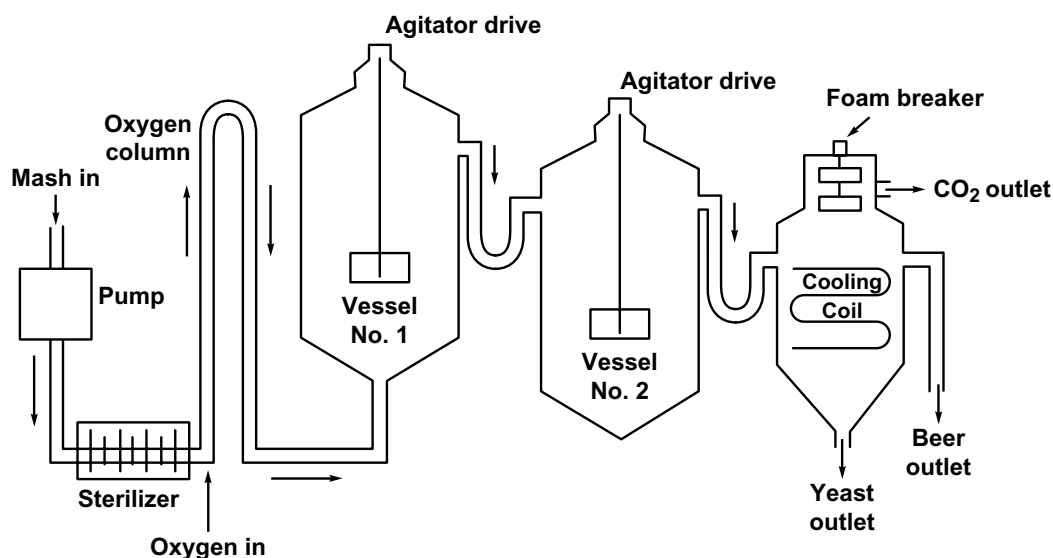 Agitator drive
Agitator drive
Foam breaker
Oxygen
column
Mash in
CO₂ outlet
Pump
Cooling
Coil
Vessel
No. 1
Vessel
No. 2
Beer
outlet
Sterilizer
Yeast
outlet
Oxygen in